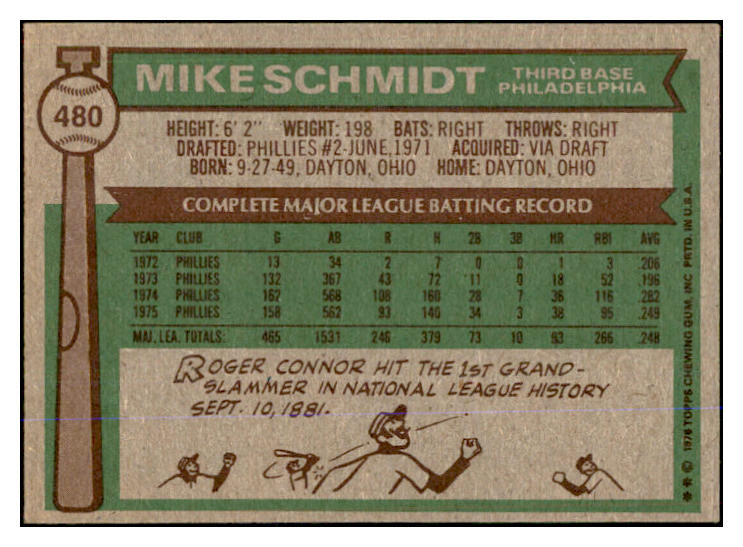 480
MIKE SCHMIDT
THIRD BASE
PHILADELPHIA
HEIGHT: 6' 2" WEIGHT: 198 BATS: RIGHT THROWS: RIGHT
DRAFTED: PHILLIES #2-JUNE, 1971 ACQUIRED: VIA DRAFT
BORN: 9-27-49, DAYTON, OHIO HOME: DAYTON, OHIO
COMPLETE MAJOR LEAGUE BATTING RECORD
YEAR CLUB G AB R H 2B 3B HR RBI AVG
1972 PHILLIES 13 34 2 7 0 0 1 3 .206
1973 PHILLIES 132 367 43 72 11 0 18 52 .196
1974 PHILLIES 162 568 108 160 28 7 36 116 .282
1975 PHILLIES 158 562 93 140 34 3 38 95 .249
MAJ. LEA. TOTALS: 465 1531 246 379 73 10 93 266 .248
ROGER CONNOR HIT THE 1ST GRAND-
SLAMMER IN NATIONAL LEAGUE HISTORY
SEPT. 10, 1881.
** © 1976 TOPPS CHEWING GUM, INC. PRTD. IN U.S.A.